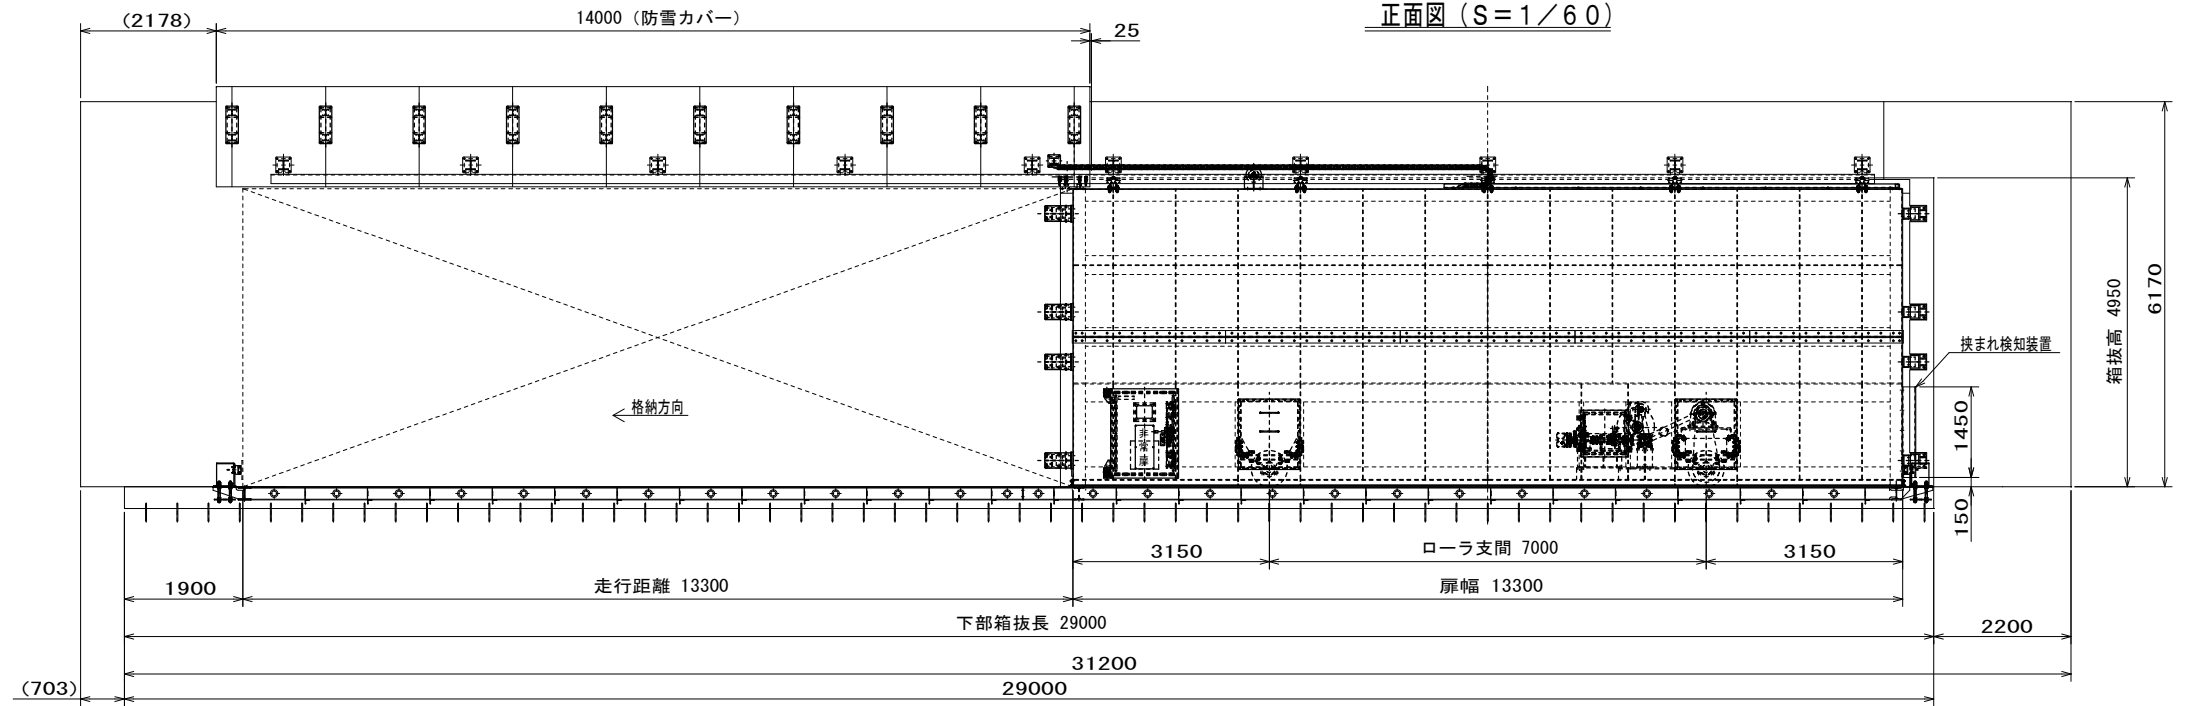 正面図（Ｓ＝１／６０）
(2178)
14000（防雪カバー）
25
6170
箱抜高 4950
挟まれ検知装置
格納方向
1450
非常扉
150
3150
ローラ支間 7000
3150
1900
走行距離 13300
扉幅 13300
下部箱抜長 29000
2200
31200
(703)
29000